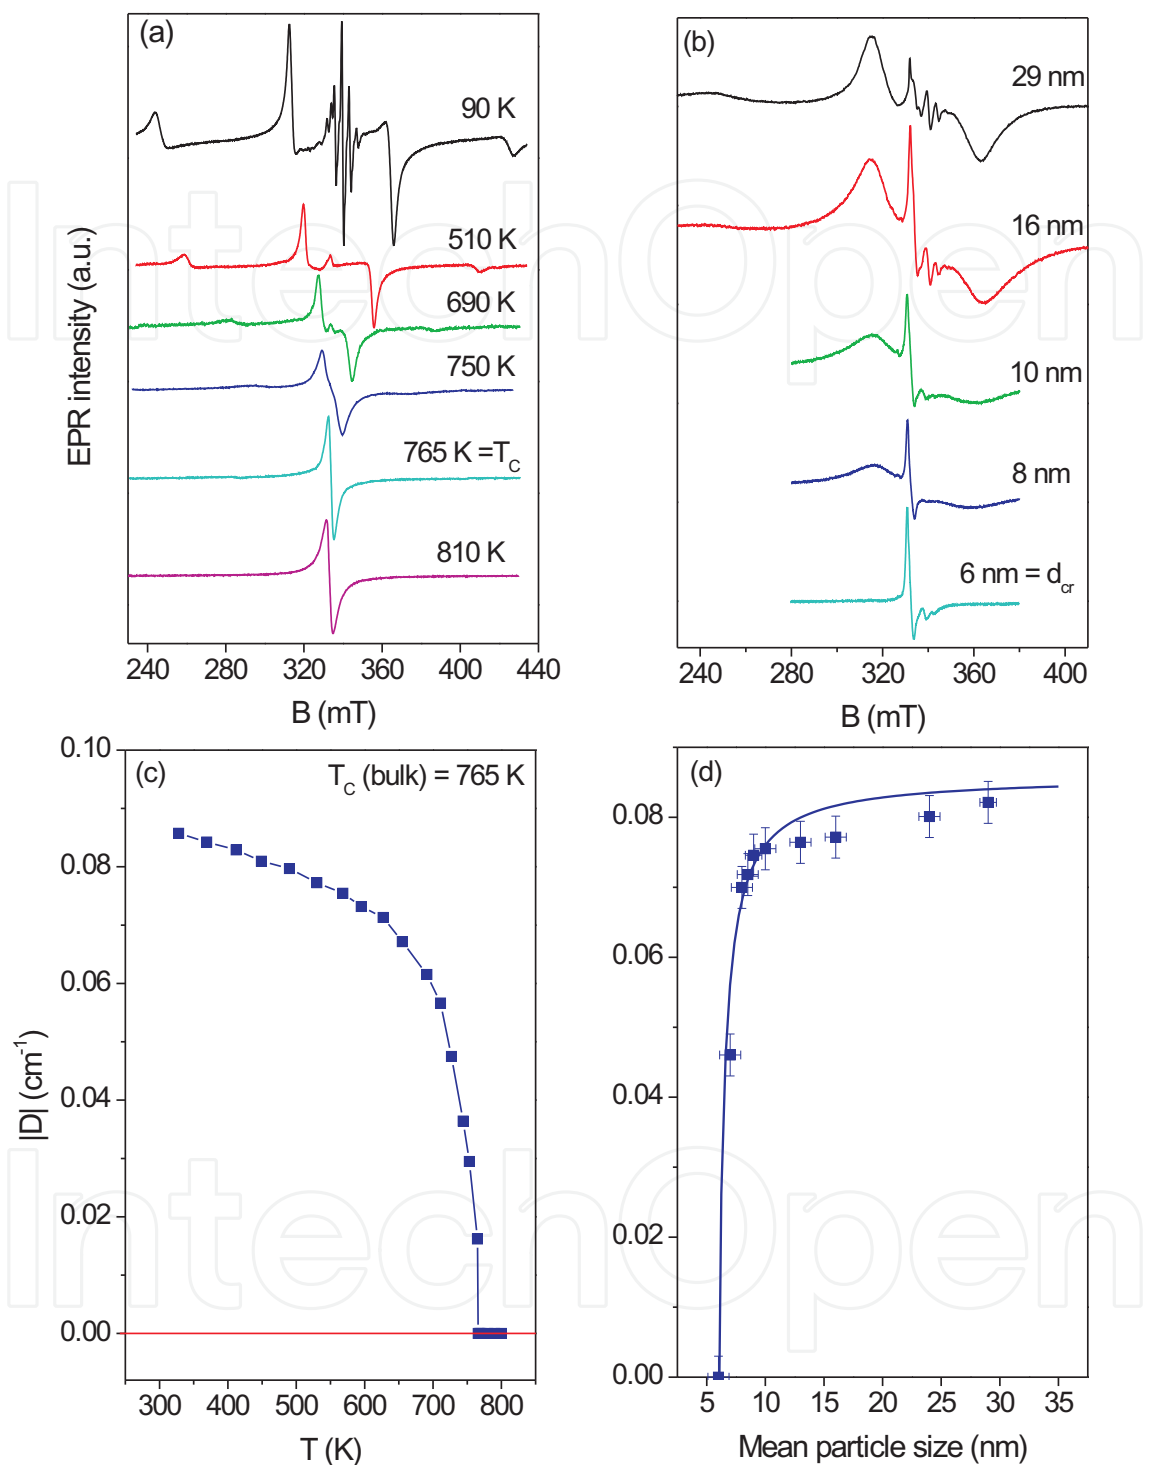 (a)
90 K
510 K
690 K
750 K
765 K =TC
810 K
EPR intensity (a.u.)
240 280 320 360 400 440
B (mT)
(b)
29 nm
16 nm
10 nm
8 nm
6 nm = dcr
240 280 320 360 400
B (mT)
(c)
TC (bulk) = 765 K
0.10
0.08
0.06
0.04
0.02
0.00
|D| (cm-1)
300 400 500 600 700 800
T (K)
(d)
0.08
0.06
0.04
0.02
0.00
5 10 15 20 25 30 35
Mean particle size (nm)
IntechOpen
IntechOpen